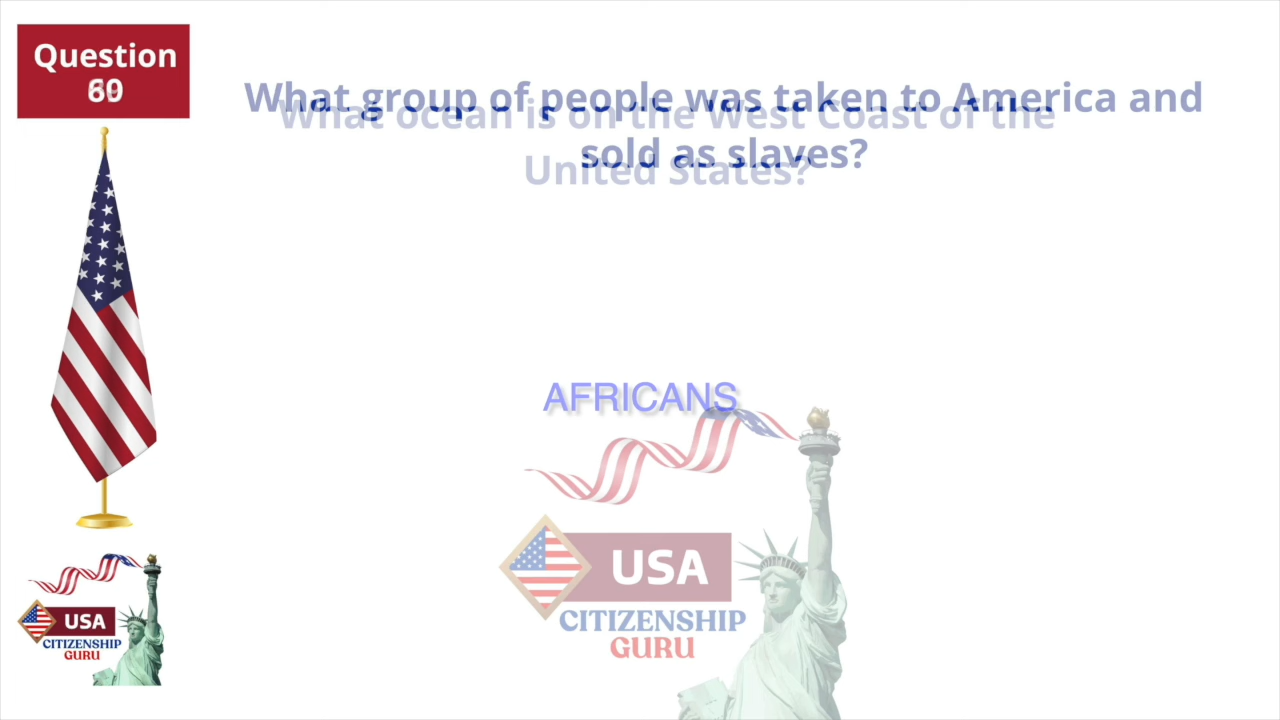 Question
60
What group of people was taken to America and
sold as slaves?
What ocean is on the West Coast of the
United States?
AFRICANS
USA
CITIZENSHIP
GURU
USA
CITIZENSHIP
GURU